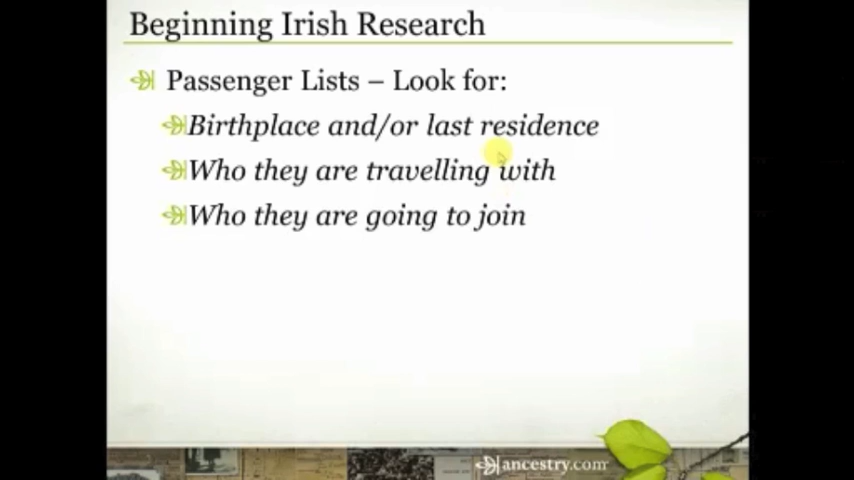 Beginning Irish Research
Passenger Lists – Look for:
Birthplace and/or last residence
Who they are travelling with
Who they are going to join
ancestry.com